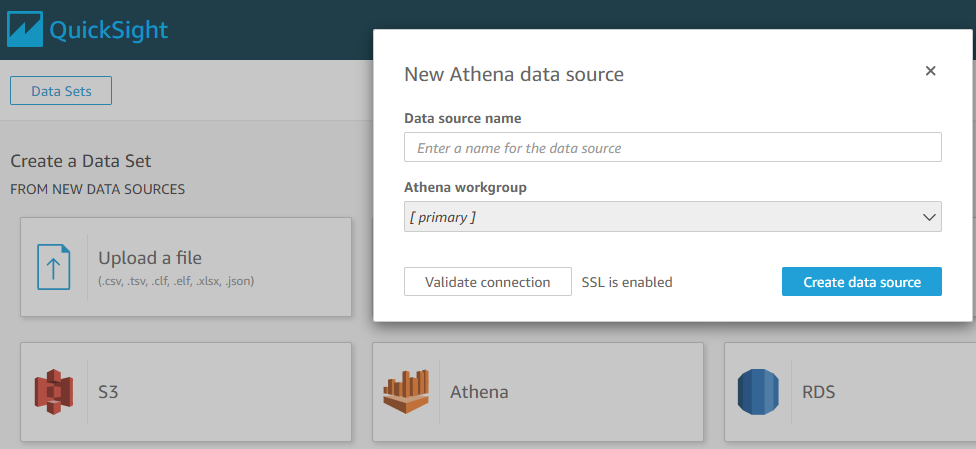 QuickSight
Data Sets
New Athena data source
Data source name
Enter a name for the data source
Athena workgroup
[ primary ]
Validate connection SSL is enabled Create data source
Create a Data Set
FROM NEW DATA SOURCES
Upload a file
(.csv, .tsv, .clf, .elf, .xlsx, .json)
S3 Athena RDS